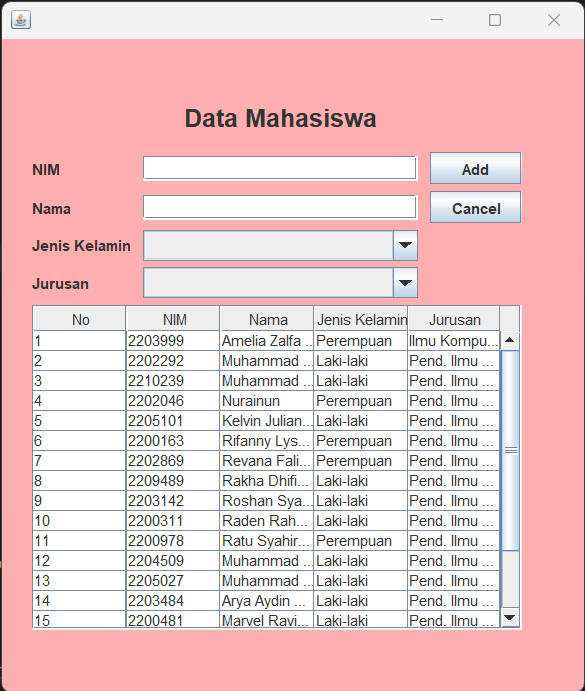 Data Mahasiswa
NIM Add
Nama Cancel
Jenis Kelamin
Jurusan
No NIM Nama Jenis Kelamin Jurusan
1 2203999 Amelia Zalfa ... Perempuan Ilmu Kompu...
2 2202292 Muhammad ... Laki-laki Pend. Ilmu ...
3 2210239 Muhammad ... Laki-laki Pend. Ilmu ...
4 2202046 Nurainun Perempuan Pend. Ilmu ...
5 2205101 Kelvin Julian... Laki-laki Pend. Ilmu ...
6 2200163 Rifanny Lys... Perempuan Pend. Ilmu ...
7 2202869 Revana Fali... Perempuan Pend. Ilmu ...
8 2209489 Rakha Dhifi... Laki-laki Pend. Ilmu ...
9 2203142 Roshan Sya... Laki-laki Pend. Ilmu ...
10 2200311 Raden Rah... Laki-laki Pend. Ilmu ...
11 2200978 Ratu Syahir... Perempuan Pend. Ilmu ...
12 2204509 Muhammad ... Laki-laki Pend. Ilmu ...
13 2205027 Muhammad ... Laki-laki Pend. Ilmu ...
14 2203484 Arya Aydin ... Laki-laki Pend. Ilmu ...
15 2200481 Marvel Ravi... Laki-laki Pend. Ilmu ...